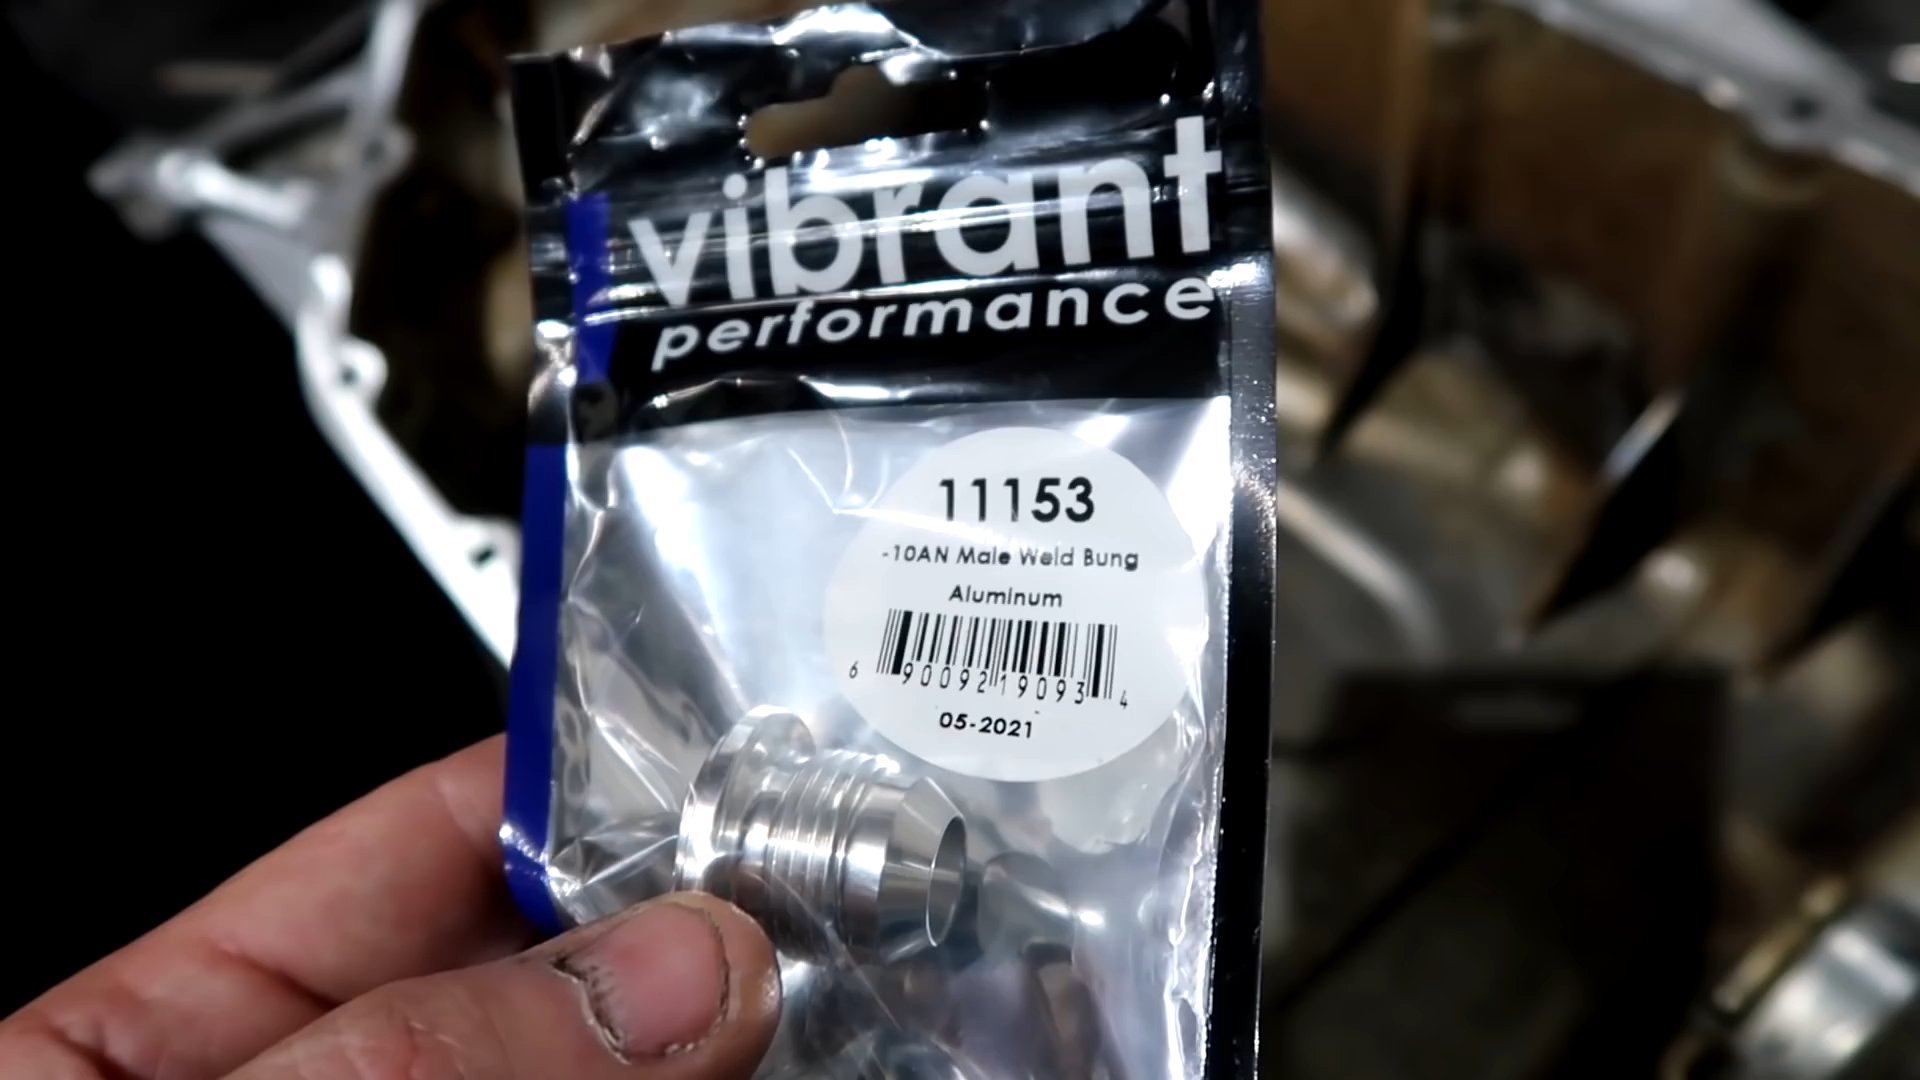 vibrant
performance
11153
-10AN Male Weld Bung
Aluminum
6 90092 19093 4
05-2021